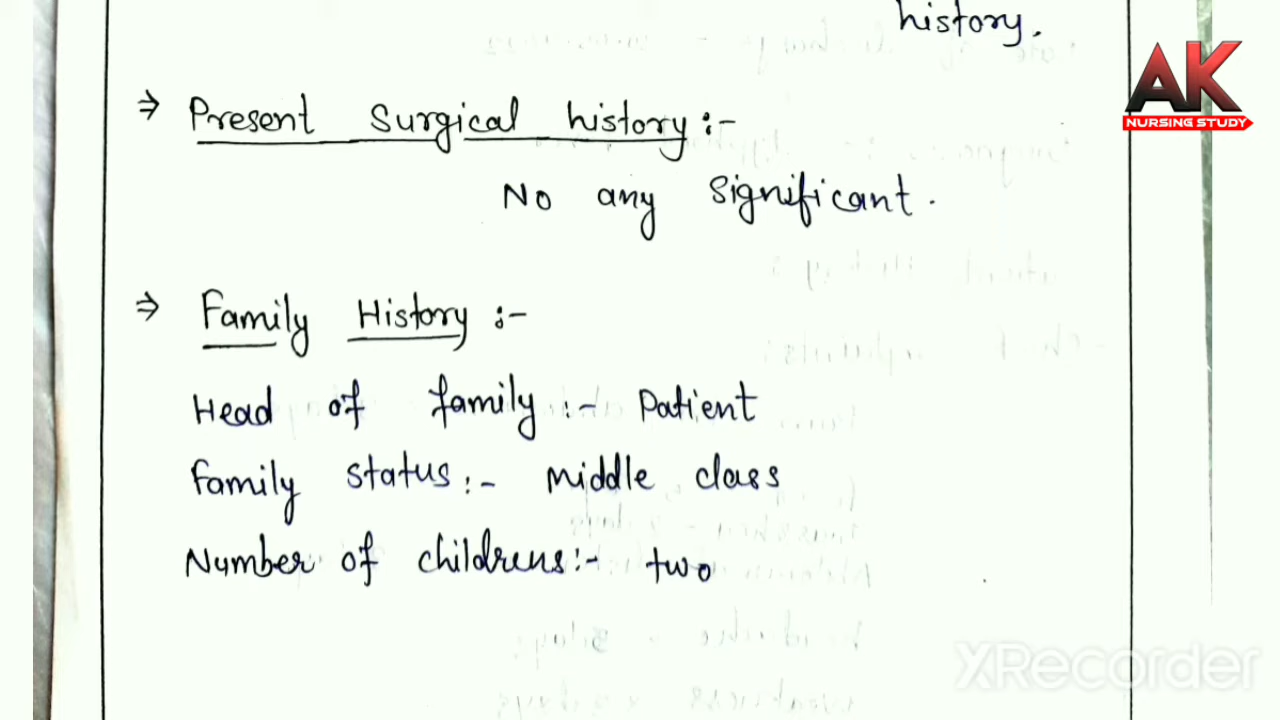 history.
AK
NURSING STUDY
⇒ Present Surgical history :-
No any significant.
⇒ Family History :-
Head of family :- Patient
Family status :- Middle class
Number of childrens :- two
XRecorder